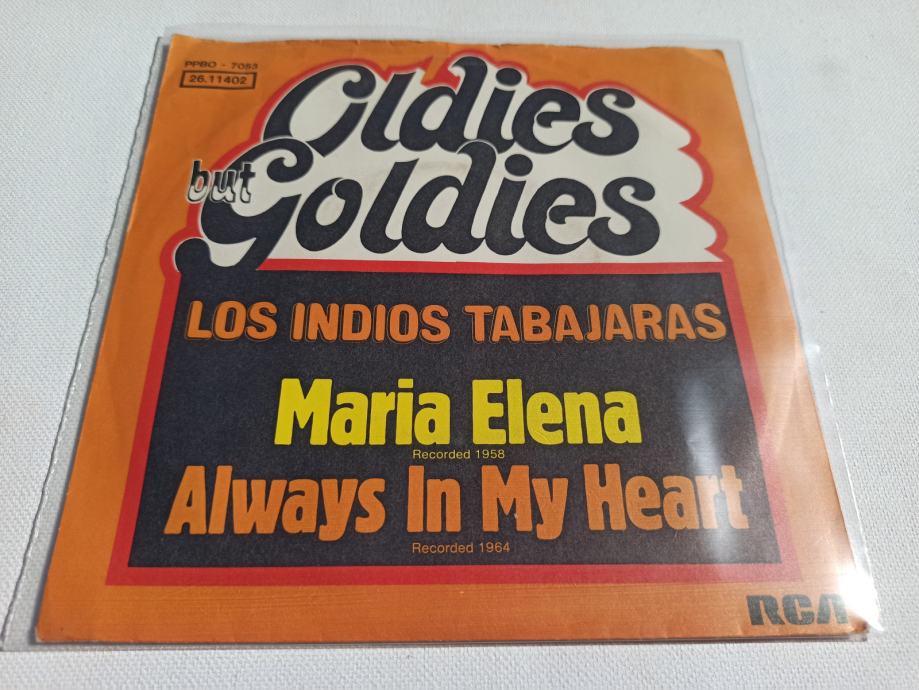 PPBO - 7053
26.11402
Oldies
but
Goldies
LOS INDIOS TABAJARAS
Maria Elena
Recorded 1958
Always In My Heart
Recorded 1964
RCA